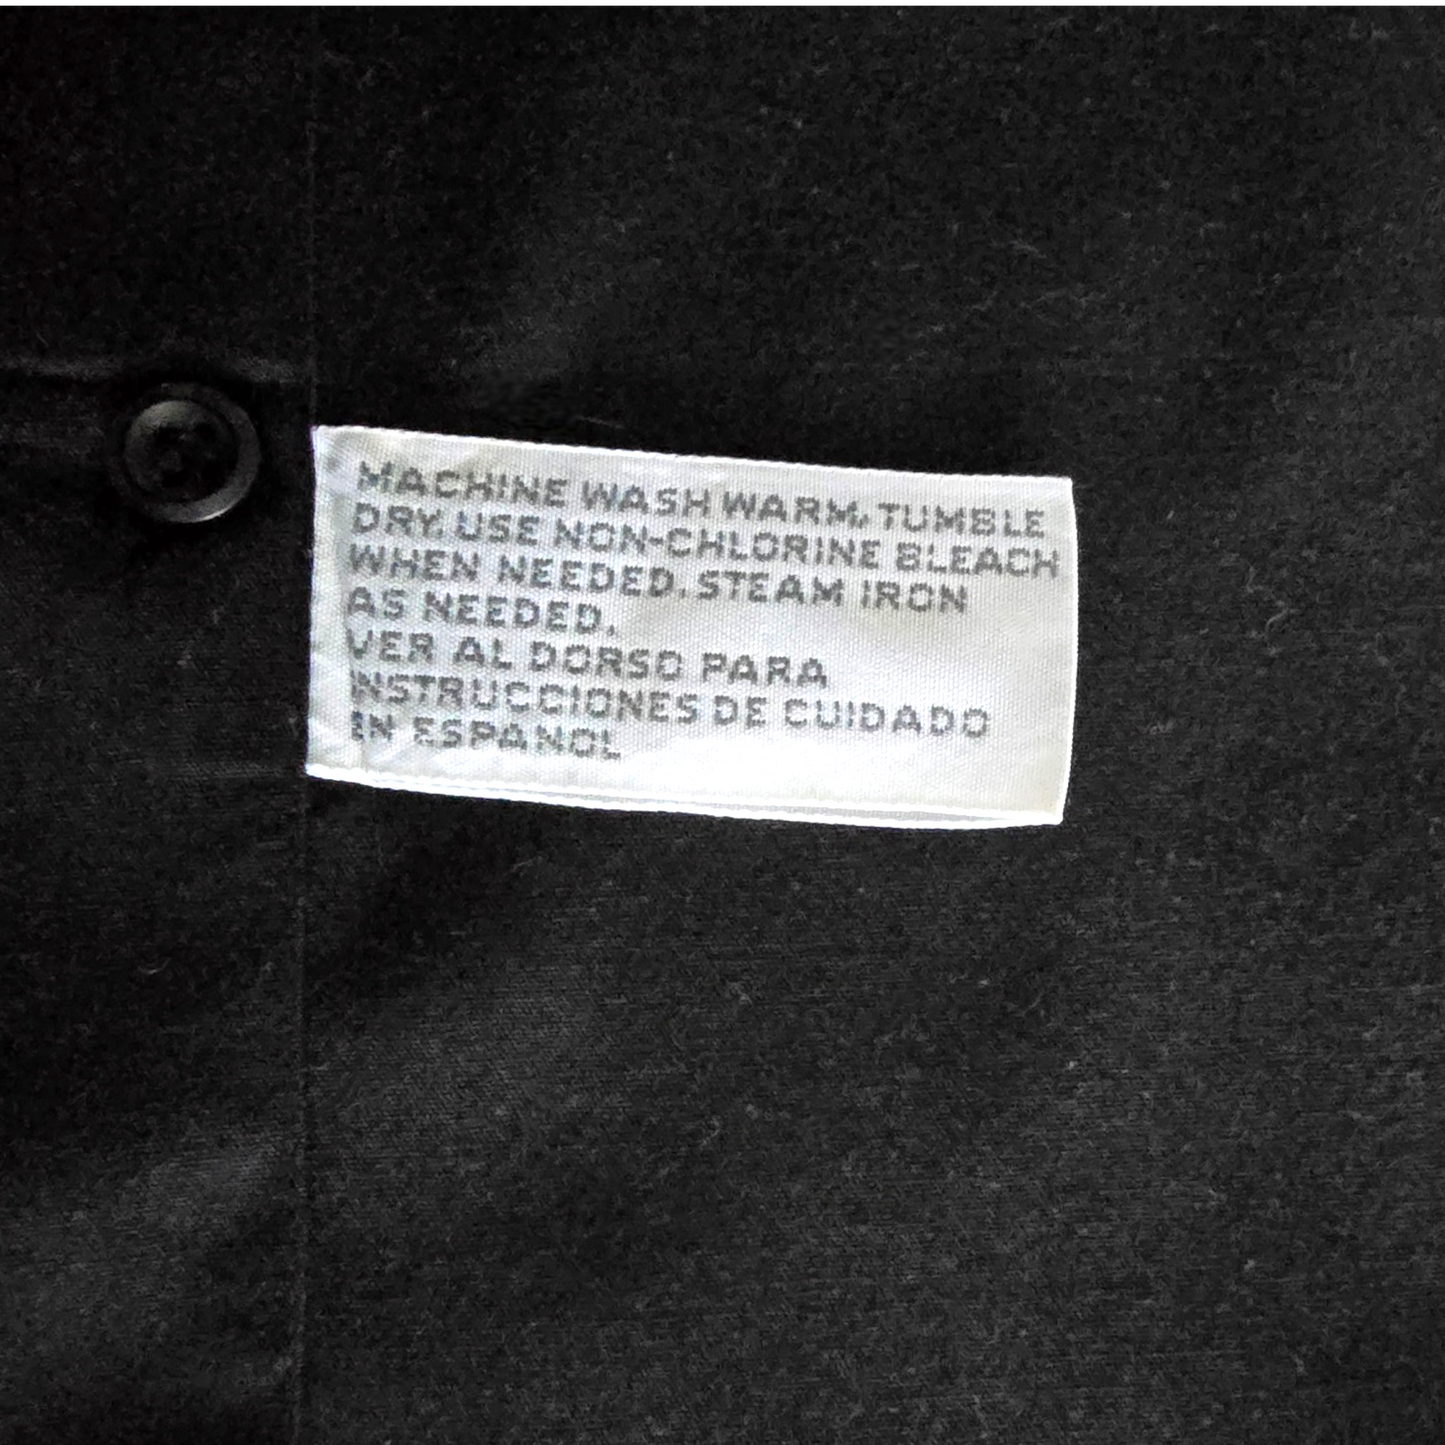 MACHINE WASH WARM. TUMBLE
DRY. USE NON-CHLORINE BLEACH
WHEN NEEDED. STEAM IRON
AS NEEDED.
VER AL DORSO PARA
INSTRUCCIONES DE CUIDADO
EN ESPANOL